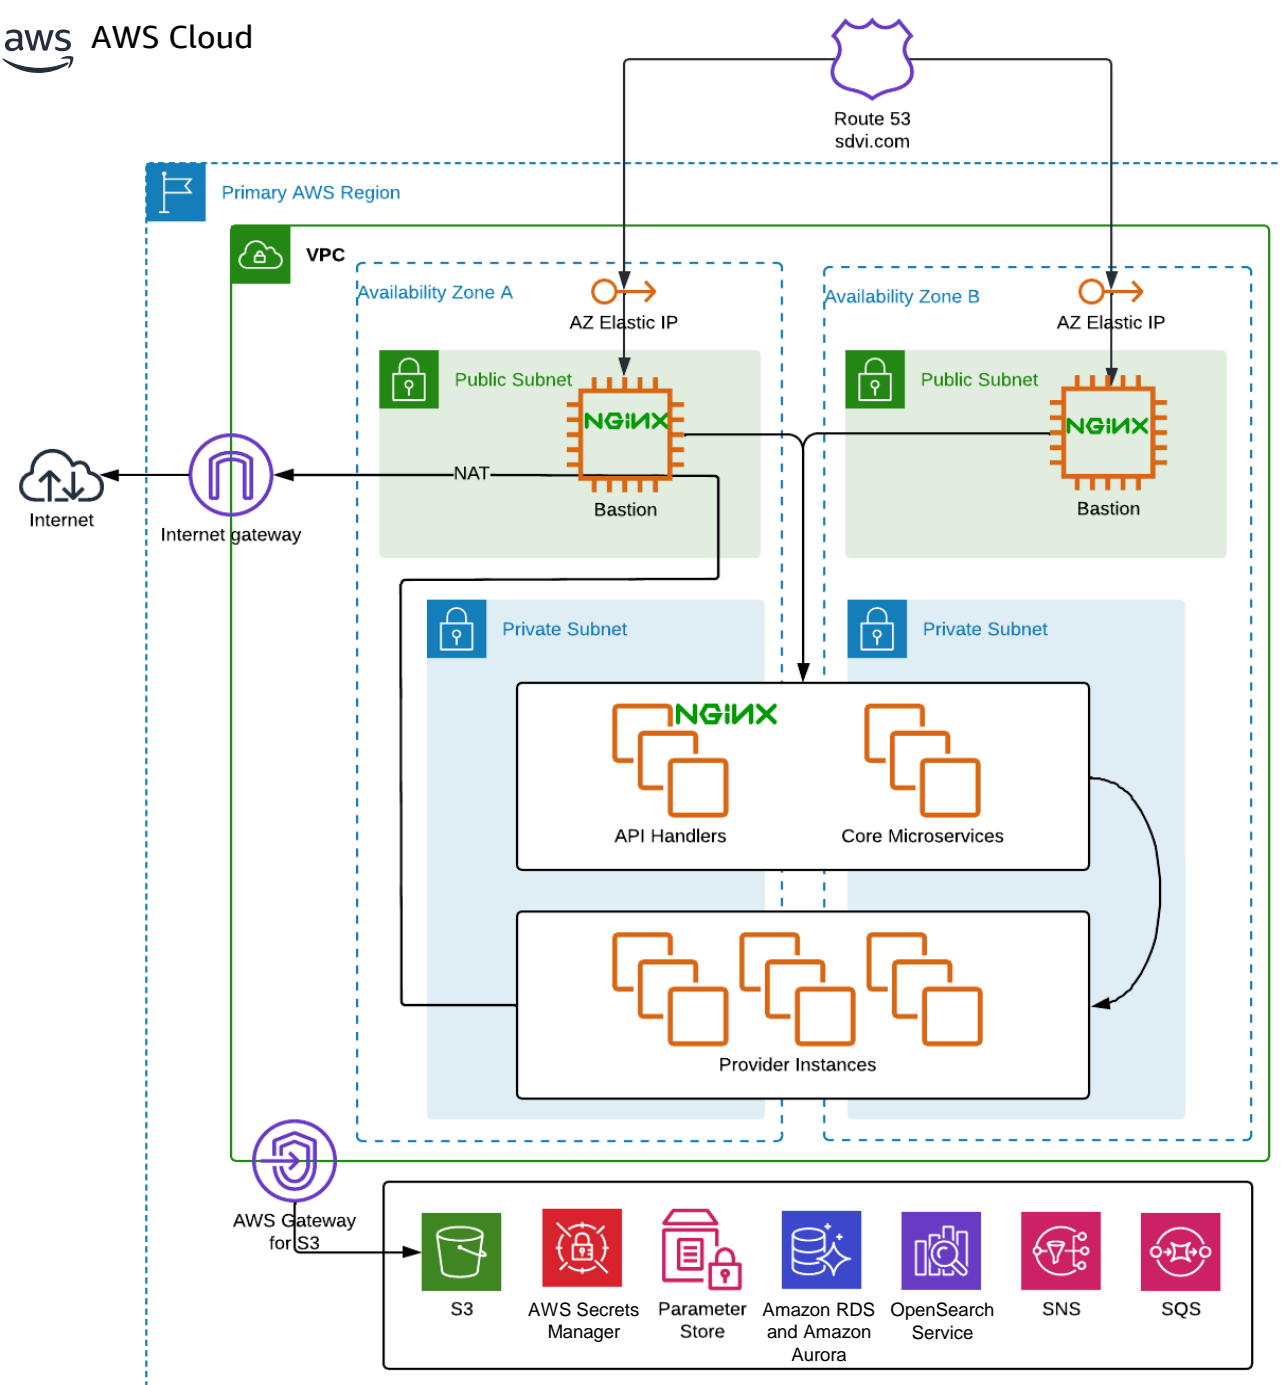 aws AWS Cloud
Route 53
sdvi.com
Primary AWS Region
VPC
Availability Zone A
Availability Zone B
AZ Elastic IP
AZ Elastic IP
Public Subnet
Public Subnet
NGiNX
NGiNX
NAT
Bastion
Bastion
Internet
Internet gateway
Private Subnet
Private Subnet
NGiNX
API Handlers
Core Microservices
Provider Instances
AWS Gateway
for S3
S3
AWS Secrets
Manager
Parameter
Store
Amazon RDS
and Amazon
Aurora
OpenSearch
Service
SNS
SQS